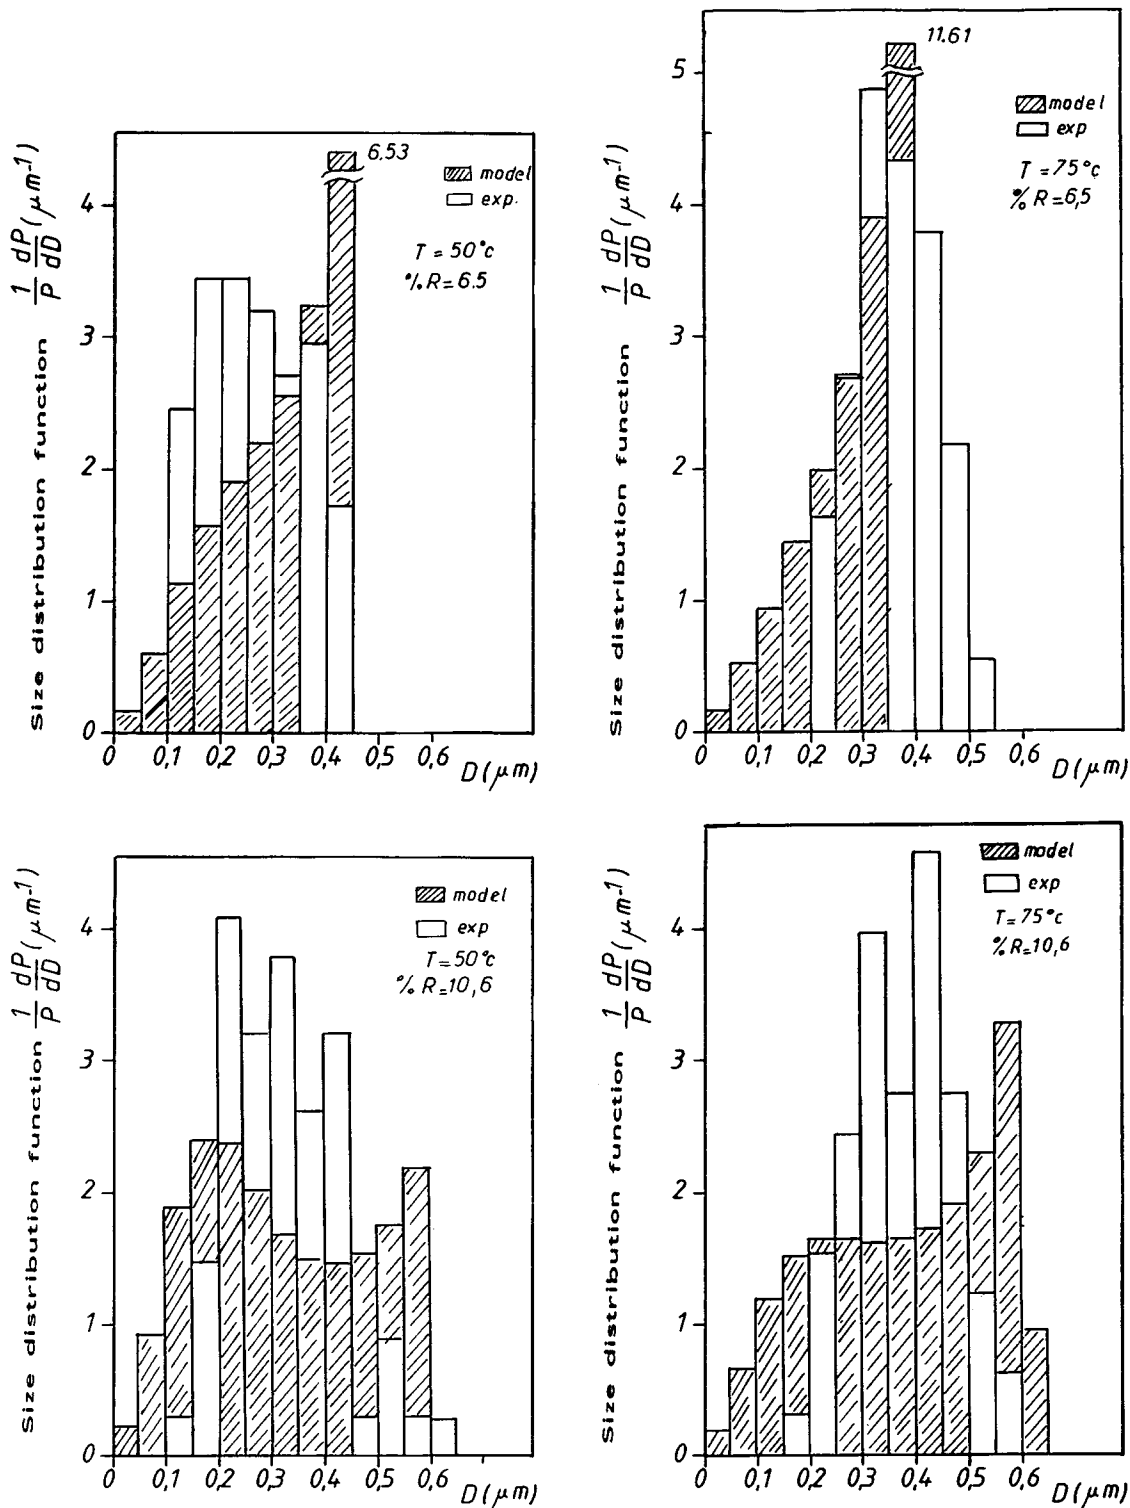 6,53
model
exp.
T = 50°c
% R = 6.5
Size distribution function 1/P dP/dD (μm-1)
4
3
2
1
0
0 0,1 0,2 0,3 0,4 0,5 0,6
D (μm)
11.61
model
exp
T = 75°c
% R = 6,5
Size distribution function 1/P dP/dD (μm-1)
5
4
3
2
1
0
0 0,1 0,2 0,3 0,4 0,5 0,6
D (μm)
model
exp
T = 50°c
% R = 10,6
Size distribution function 1/P dP/dD (μm-1)
4
3
2
1
0
0 0,1 0,2 0,3 0,4 0,5 0,6
D (μm)
model
exp
T = 75°c
% R = 10,6
Size distribution function 1/P dP/dD (μm-1)
4
3
2
1
0
0 0,1 0,2 0,3 0,4 0,5 0,6
D (μm)